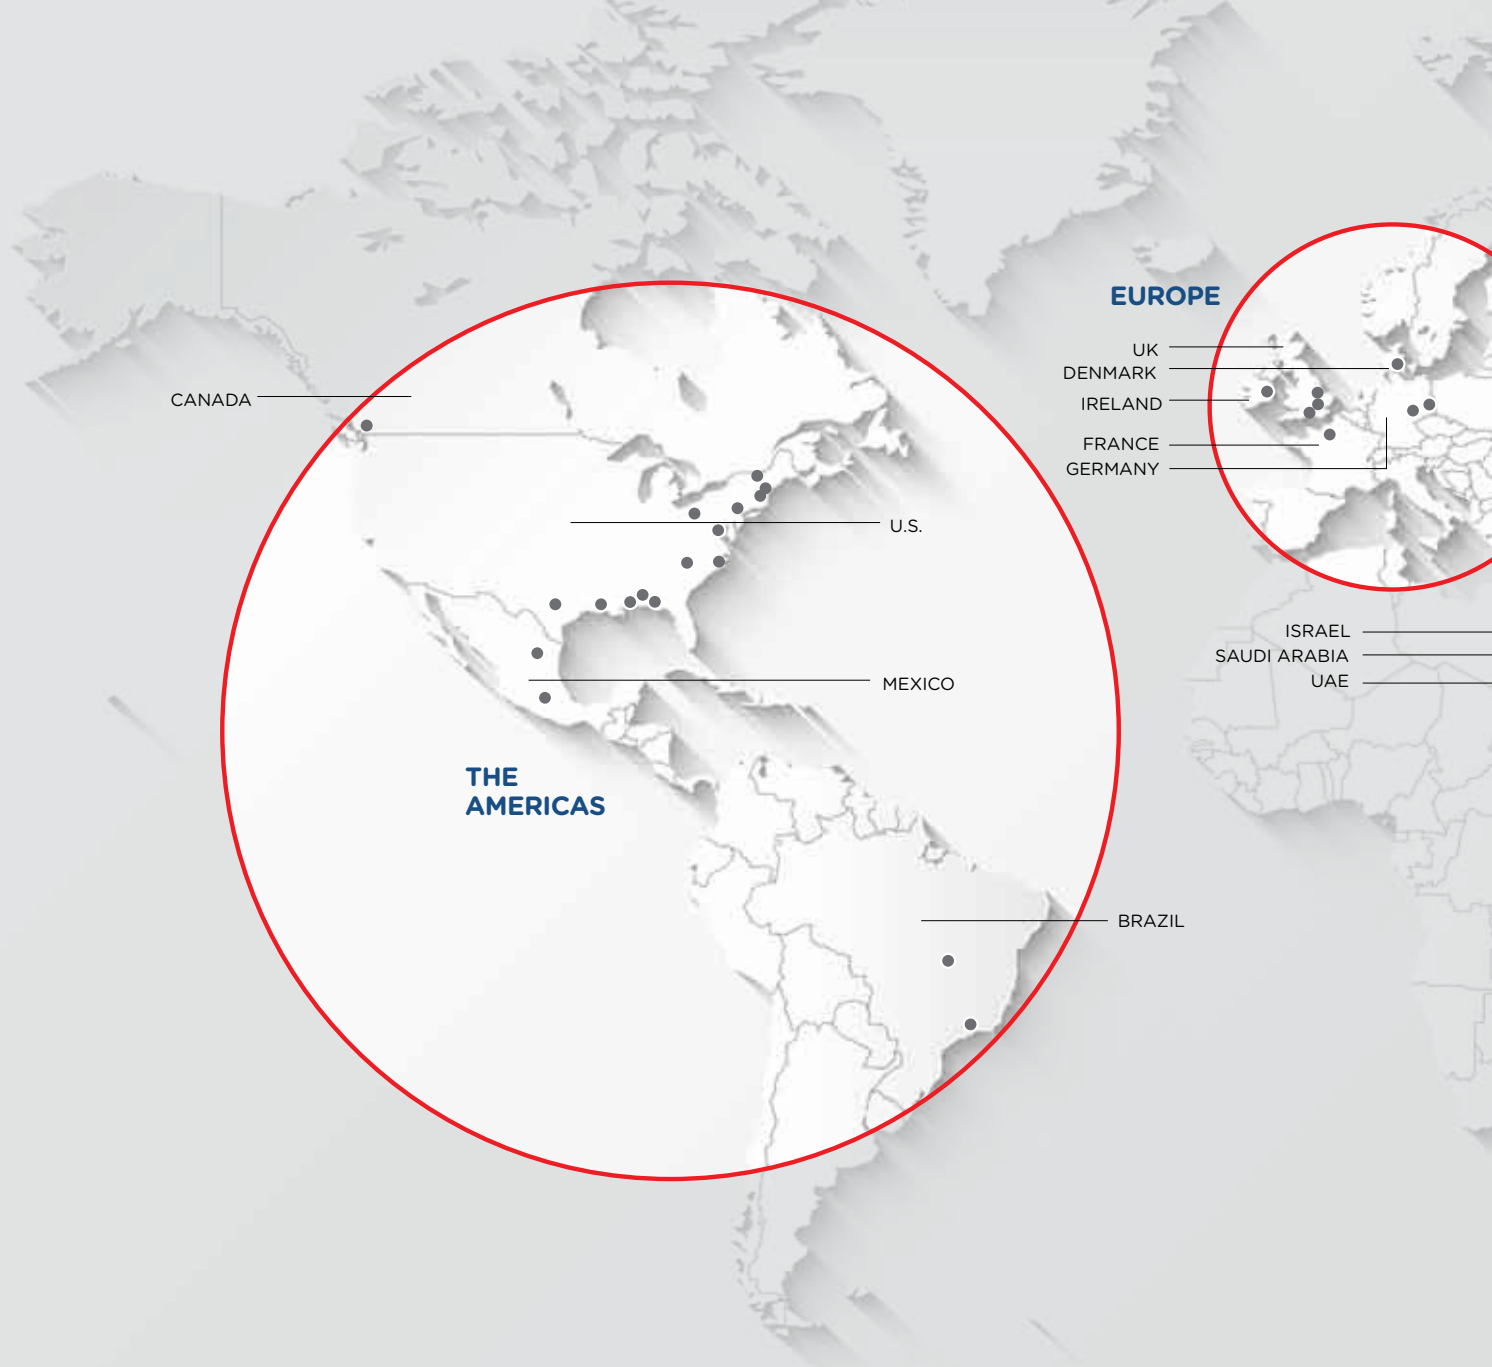 EUROPE
UK
DENMARK
IRELAND
FRANCE
GERMANY
CANADA
U.S.
ISRAEL
SAUDI ARABIA
UAE
MEXICO
THE
AMERICAS
BRAZIL